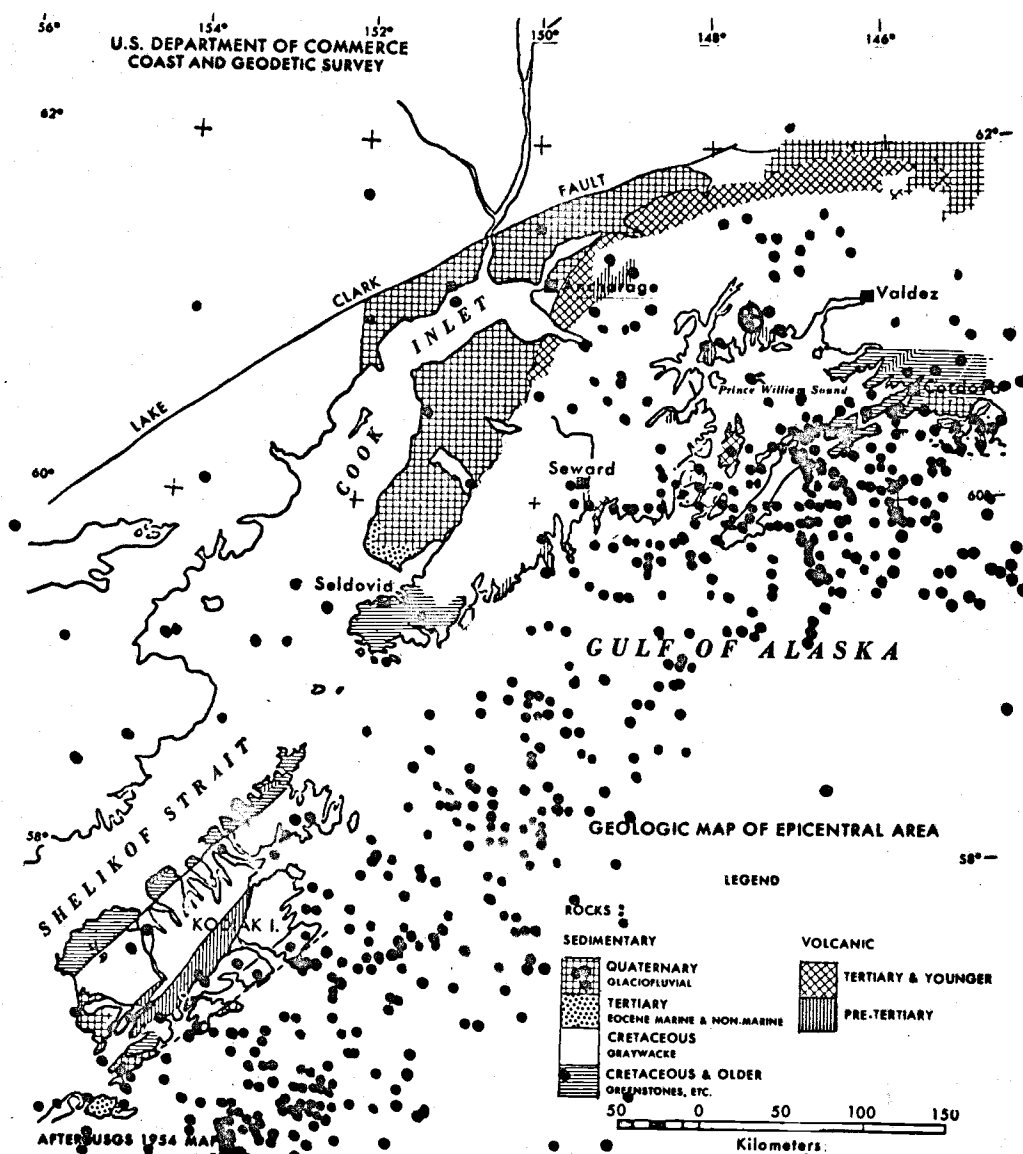 56° 154° 152° 150° 148° 146°
U.S. DEPARTMENT OF COMMERCE
COAST AND GEODETIC SURVEY
62° 62°
FAULT
CLARK
LAKE
Anchorage
INLET
COOK
Valdez
Prince William Sound
Cordova
60° 60°
Seward
Seldovia
GULF OF ALASKA
SHELIKOF STRAIT
58° 58°
KODIAK I.
GEOLOGIC MAP OF EPICENTRAL AREA
LEGEND
ROCKS :
SEDIMENTARY
QUATERNARY
GLACIOFLUVIAL
TERTIARY
EOCENE MARINE & NON-MARINE
CRETACEOUS
GRAYWACKE
CRETACEOUS & OLDER
GREENSTONES, ETC.
VOLCANIC
TERTIARY & YOUNGER
PRE-TERTIARY
50 0 50 100 150
Kilometers
AFTER USGS 1954 MAP